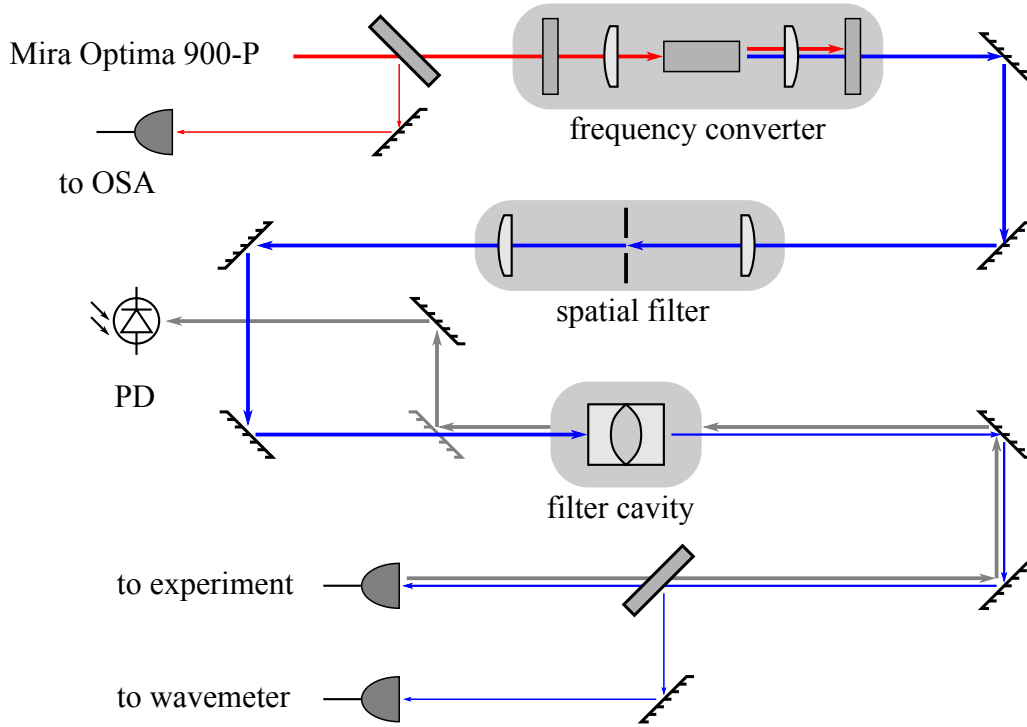 Mira Optima 900-P
frequency converter
to OSA
spatial filter
PD
filter cavity
to experiment
to wavemeter